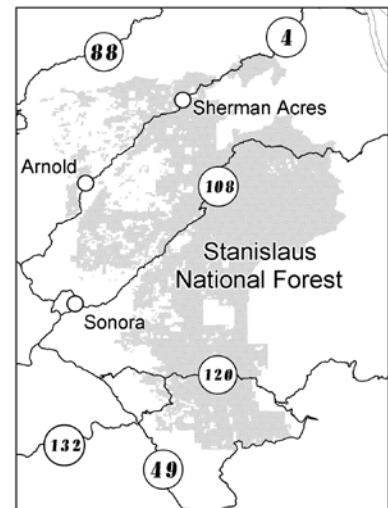 4
88
Sherman Acres
Arnold
108
Stanislaus
National Forest
Sonora
120
132
49